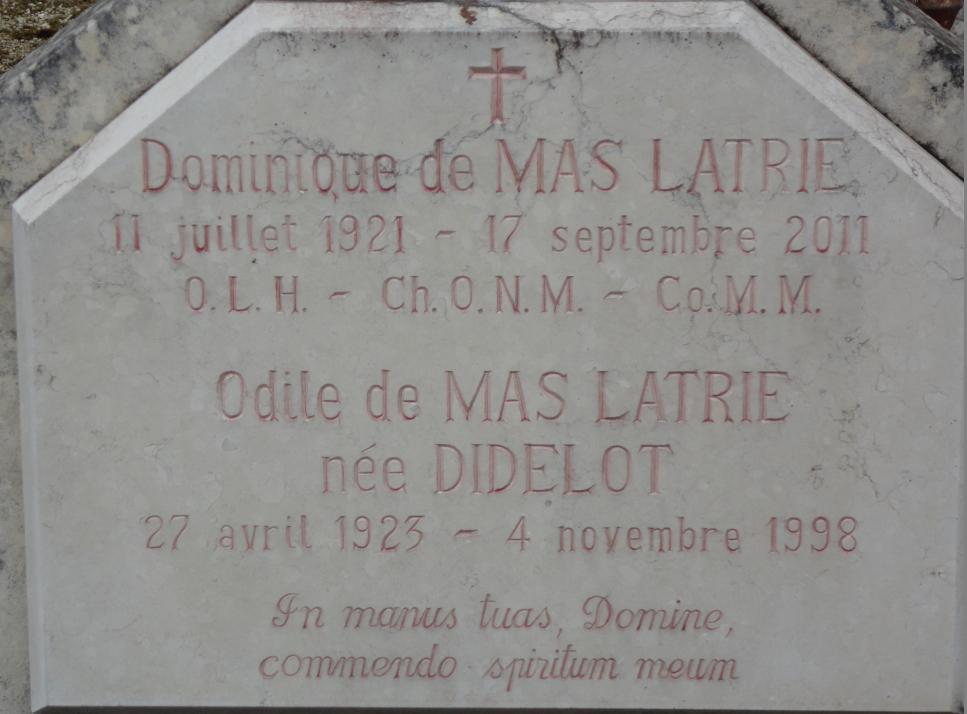 Dominique de MAS LATRIE
11 juillet 1921 - 17 septembre 2011
O.L.H. - Ch.O.N.M. - Co.M.M.
Odile de MAS LATRIE
née DIDELOT
27 avril 1923 - 4 novembre 1998
In manus tuas, Domine,
commendo spiritum meum